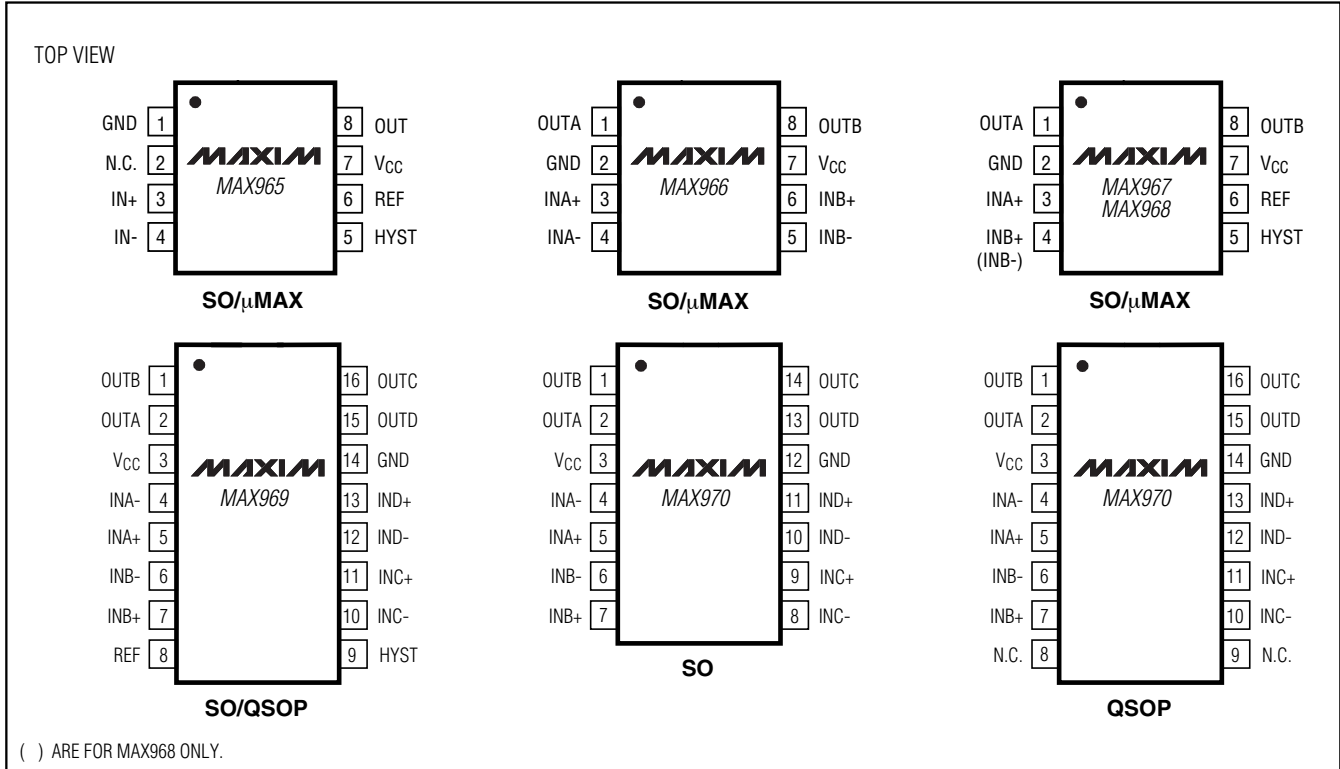 TOP VIEW
GND 1
N.C. 2
IN+ 3
IN- 4
MAXIM
MAX965
8 OUT
7 VCC
6 REF
5 HYST
SO/μMAX
OUTA 1
GND 2
INA+ 3
INA- 4
MAXIM
MAX966
8 OUTB
7 VCC
6 INB+
5 INB-
SO/μMAX
OUTA 1
GND 2
INA+ 3
INB+ 4
(INB-)
MAXIM
MAX967
MAX968
8 OUTB
7 VCC
6 REF
5 HYST
SO/μMAX
OUTB 1
OUTA 2
VCC 3
INA- 4
INA+ 5
INB- 6
INB+ 7
REF 8
MAXIM
MAX969
16 OUTC
15 OUTD
14 GND
13 IND+
12 IND-
11 INC+
10 INC-
9 HYST
SO/QSOP
OUTB 1
OUTA 2
VCC 3
INA- 4
INA+ 5
INB- 6
INB+ 7
MAXIM
MAX970
14 OUTC
13 OUTD
12 GND
11 IND+
10 IND-
9 INC+
8 INC-
SO
OUTB 1
OUTA 2
VCC 3
INA- 4
INA+ 5
INB- 6
INB+ 7
N.C. 8
MAXIM
MAX970
16 OUTC
15 OUTD
14 GND
13 IND+
12 IND-
11 INC+
10 INC-
9 N.C.
QSOP
( ) ARE FOR MAX968 ONLY.